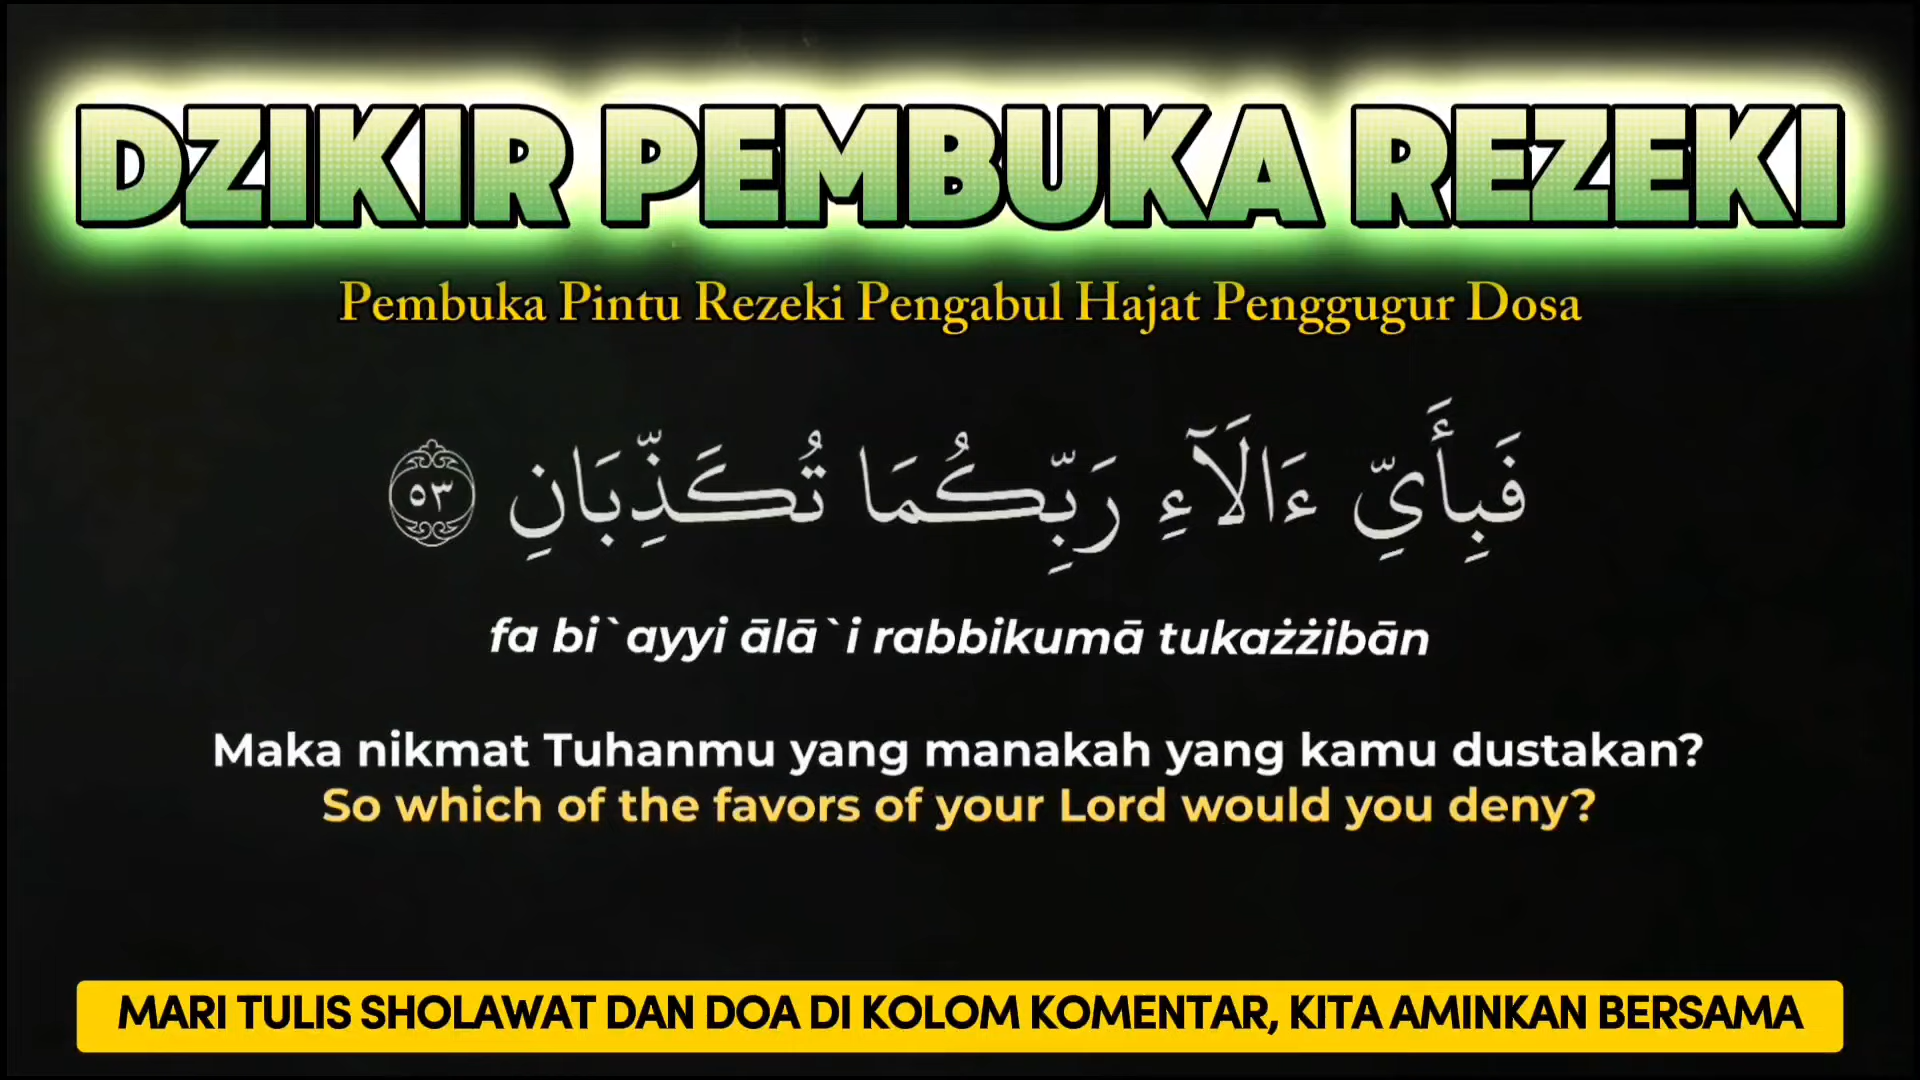 DZIKIR PEMBUKA REZEKI
Pembuka Pintu Rezeki Pengabul Hajat Penggugur Dosa
فَبِأَيِّ ءَالَآءِ رَبِّكُمَا تُكَذِّبَانِ ٥٣
fa bi`ayyi ālā`i rabbikumā tukażżibān
Maka nikmat Tuhanmu yang manakah yang kamu dustakan?
So which of the favors of your Lord would you deny?
MARI TULIS SHOLAWAT DAN DOA DI KOLOM KOMENTAR, KITA AMINKAN BERSAMA